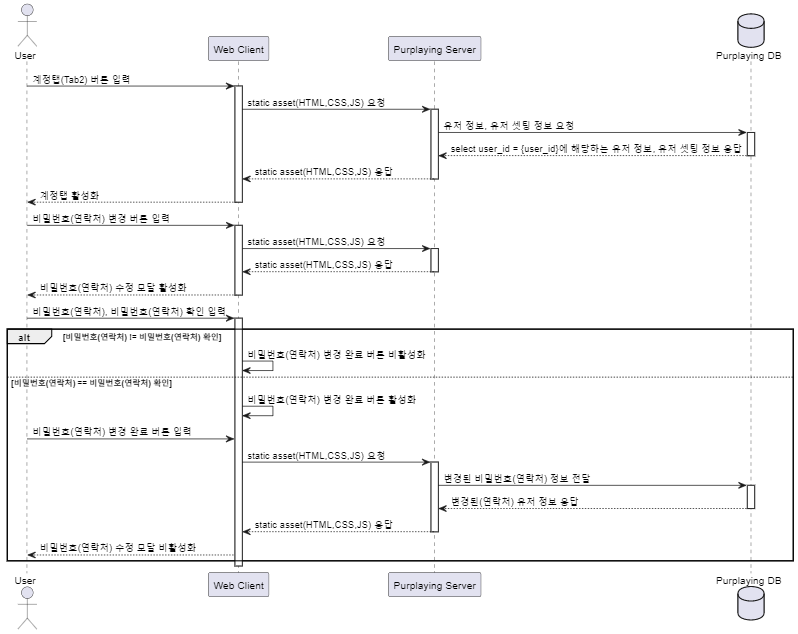 User
Web Client
Purplaying Server
Purplaying DB
계정탭(Tab2) 버튼 입력
static asset(HTML,CSS,JS) 요청
유저 정보, 유저 셋팅 정보 요청
select user_id = {user_id}에 해당하는 유저 정보, 유저 셋팅 정보 응답
static asset(HTML,CSS,JS) 응답
계정탭 활성화
비밀번호(연락처) 변경 버튼 입력
static asset(HTML,CSS,JS) 요청
static asset(HTML,CSS,JS) 응답
비밀번호(연락처) 수정 모달 활성화
비밀번호(연락처), 비밀번호(연락처) 확인 입력
alt
[비밀번호(연락처) != 비밀번호(연락처) 확인]
비밀번호(연락처) 변경 완료 버튼 비활성화
[비밀번호(연락처) == 비밀번호(연락처) 확인]
비밀번호(연락처) 변경 완료 버튼 활성화
비밀번호(연락처) 변경 완료 버튼 입력
static asset(HTML,CSS,JS) 요청
변경된 비밀번호(연락처) 정보 전달
변경된(연락처) 유저 정보 응답
static asset(HTML,CSS,JS) 응답
비밀번호(연락처) 수정 모달 비활성화
User
Web Client
Purplaying Server
Purplaying DB